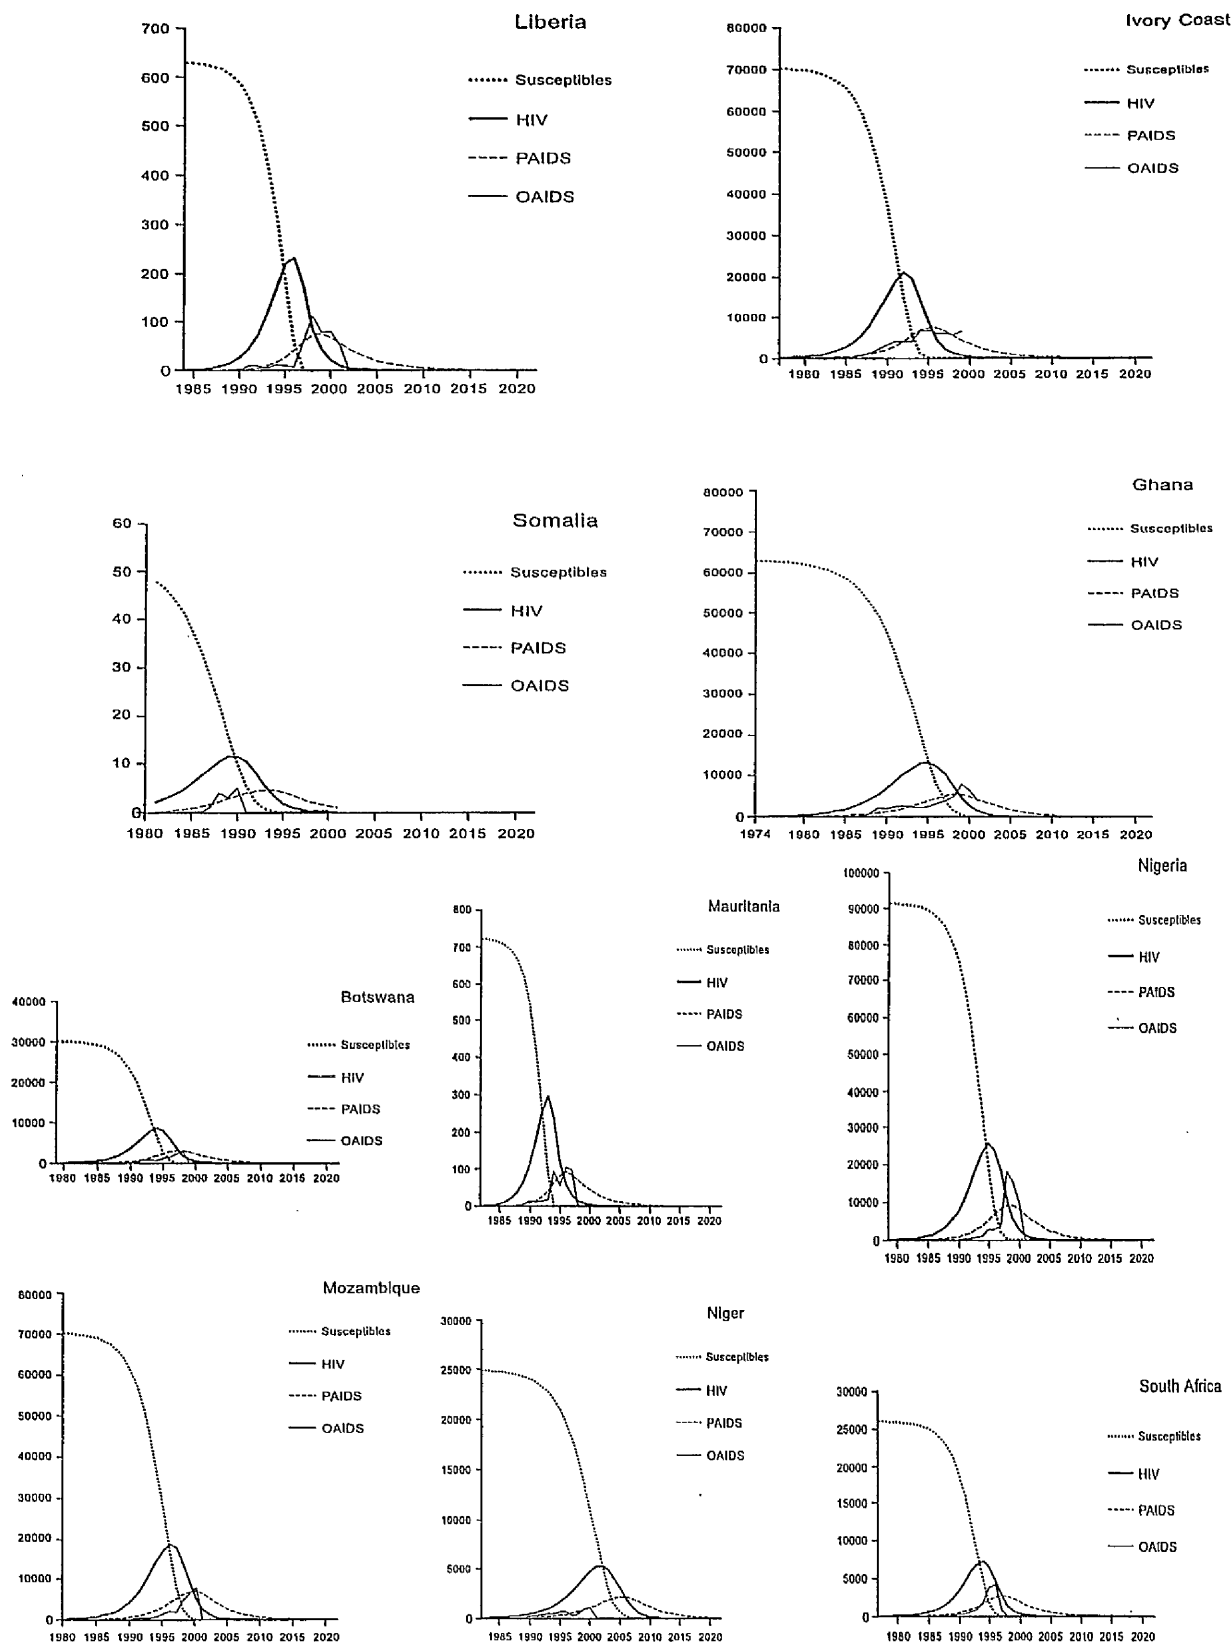 Liberia
700
600
500
400
300
200
100
0
1985 1990 1995 2000 2005 2010 2015 2020
Susceptibles
HIV
PAIDS
OAIDS
Ivory Coast
80000
70000
60000
50000
40000
30000
20000
10000
0
1980 1985 1990 1995 2000 2005 2010 2015 2020
Susceptibles
HIV
PAIDS
OAIDS
Somalia
60
50
40
30
20
10
0
1980 1985 1990 1995 2000 2005 2010 2015 2020
Susceptibles
HIV
PAIDS
OAIDS
Ghana
80000
70000
60000
50000
40000
30000
20000
10000
0
1974 1980 1985 1990 1995 2000 2005 2010 2015 2020
Susceptibles
HIV
PAIDS
OAIDS
Botswana
40000
30000
20000
10000
0
1980 1985 1990 1995 2000 2005 2010 2015 2020
Susceptibles
HIV
PAIDS
OAIDS
Mauritania
800
700
600
500
400
300
200
100
0
1985 1990 1995 2000 2005 2010 2015 2020
Susceptibles
HIV
PAIDS
OAIDS
Nigeria
100000
90000
80000
70000
60000
50000
40000
30000
20000
10000
0
1980 1985 1990 1995 2000 2005 2010 2015 2020
Susceptibles
HIV
PAIDS
OAIDS
Mozambique
80000
70000
60000
50000
40000
30000
20000
10000
0
1980 1985 1990 1995 2000 2005 2010 2015 2020
Susceptibles
HIV
PAIDS
OAIDS
Niger
30000
25000
20000
15000
10000
5000
0
1985 1990 1995 2000 2005 2010 2015 2020
Susceptibles
HIV
PAIDS
OAIDS
South Africa
30000
25000
20000
15000
10000
5000
0
1980 1985 1990 1995 2000 2005 2010 2015 2020
Susceptibles
HIV
PAIDS
OAIDS